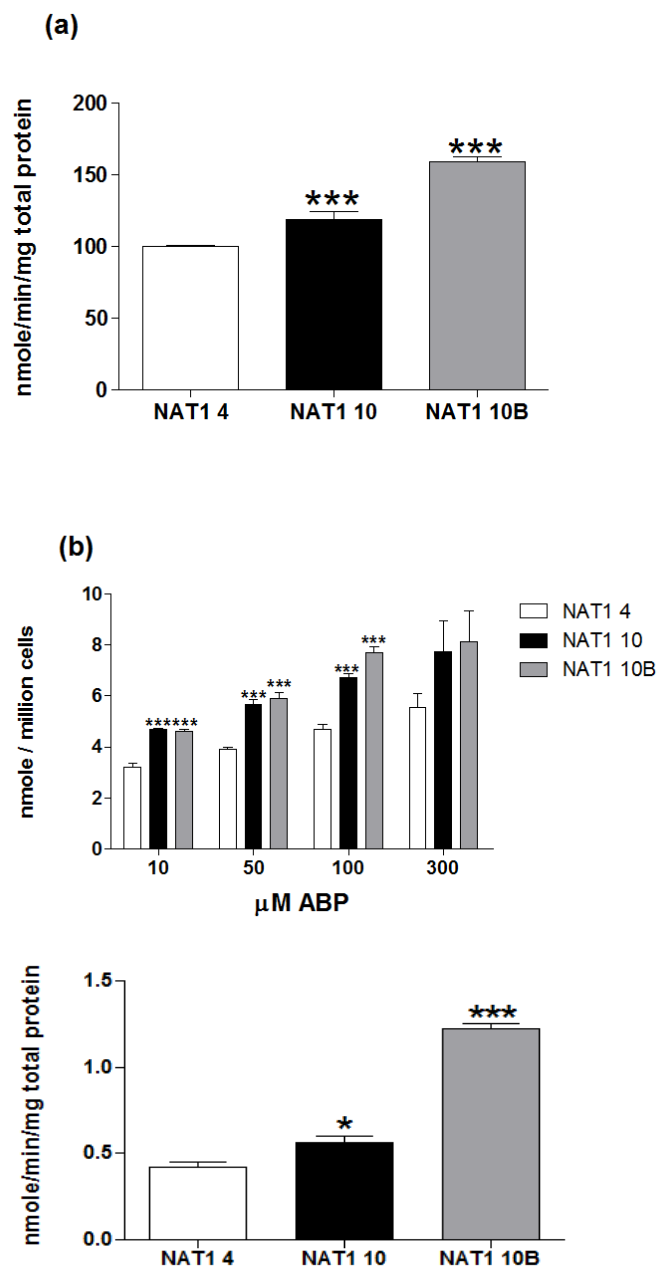 (a)
nmole/min/mg total protein
200
150
100
50
0
***
***
NAT1 4 NAT1 10 NAT1 10B
(b)
nmole / million cells
10
8
6
4
2
0
******
*** ***
*** ***
10 50 100 300
μM ABP
NAT1 4
NAT1 10
NAT1 10B
nmole/min/mg total protein
1.5
1.0
0.5
0.0
*
***
NAT1 4 NAT1 10 NAT1 10B